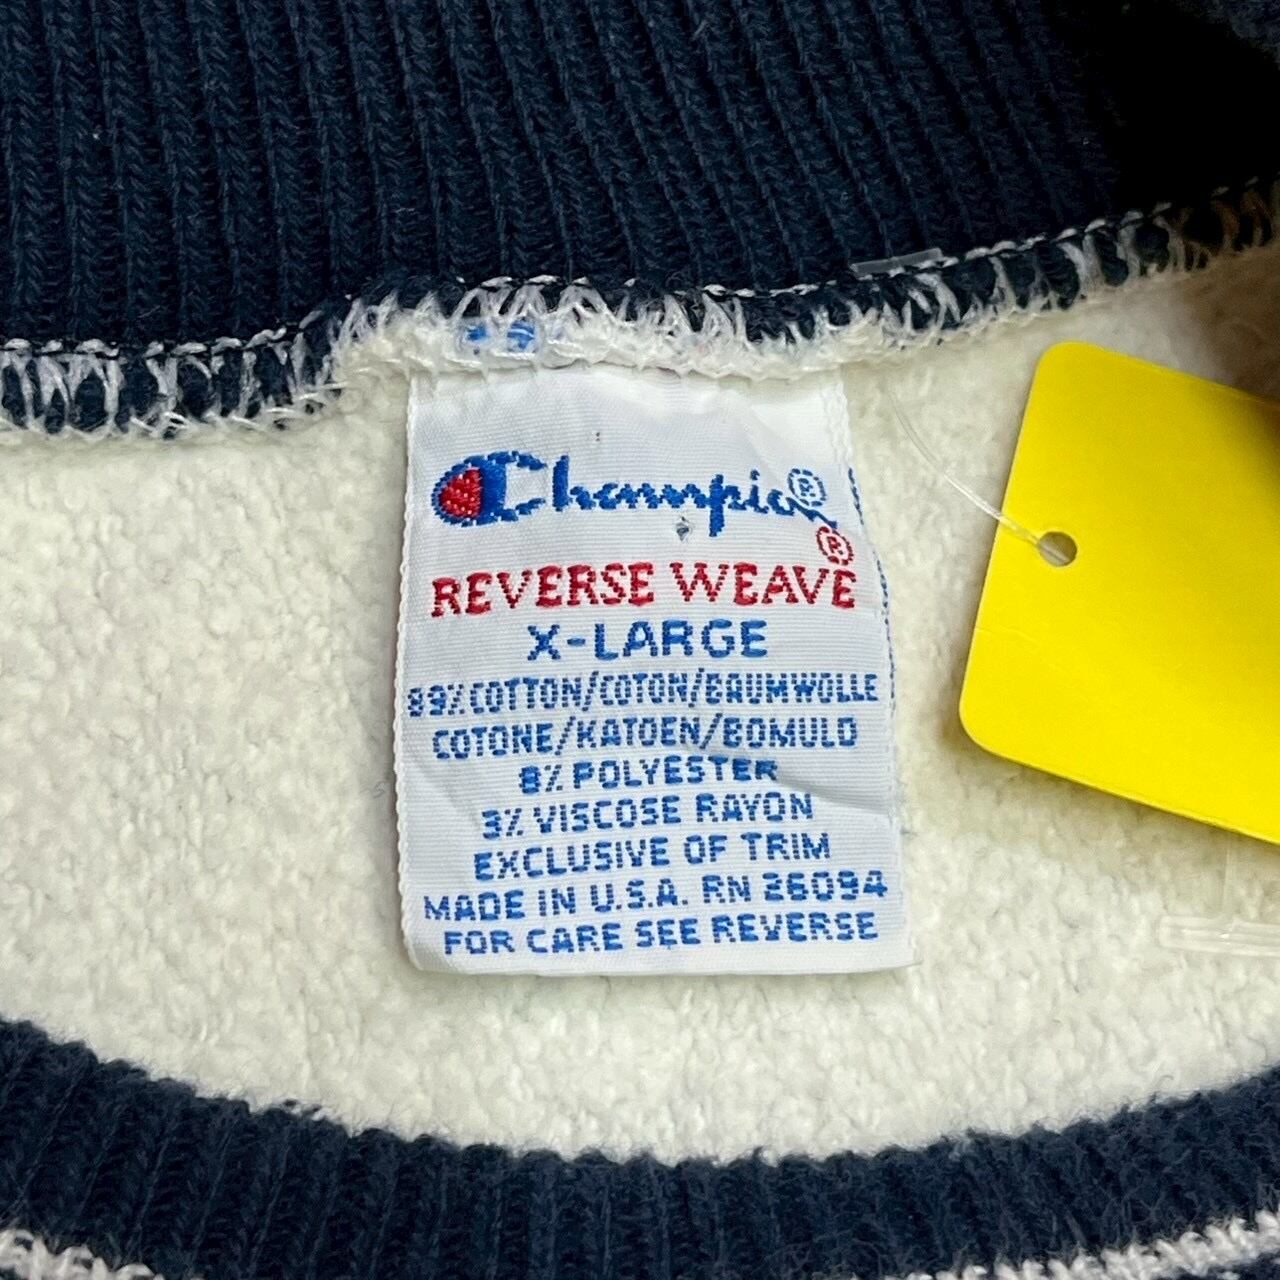 Champion®
®
REVERSE WEAVE
X-LARGE
89% COTTON/COTON/BAUMWOLLE
COTONE/KATOEN/BOMULD
8% POLYESTER
3% VISCOSE RAYON
EXCLUSIVE OF TRIM
MADE IN U.S.A. RN 26094
FOR CARE SEE REVERSE